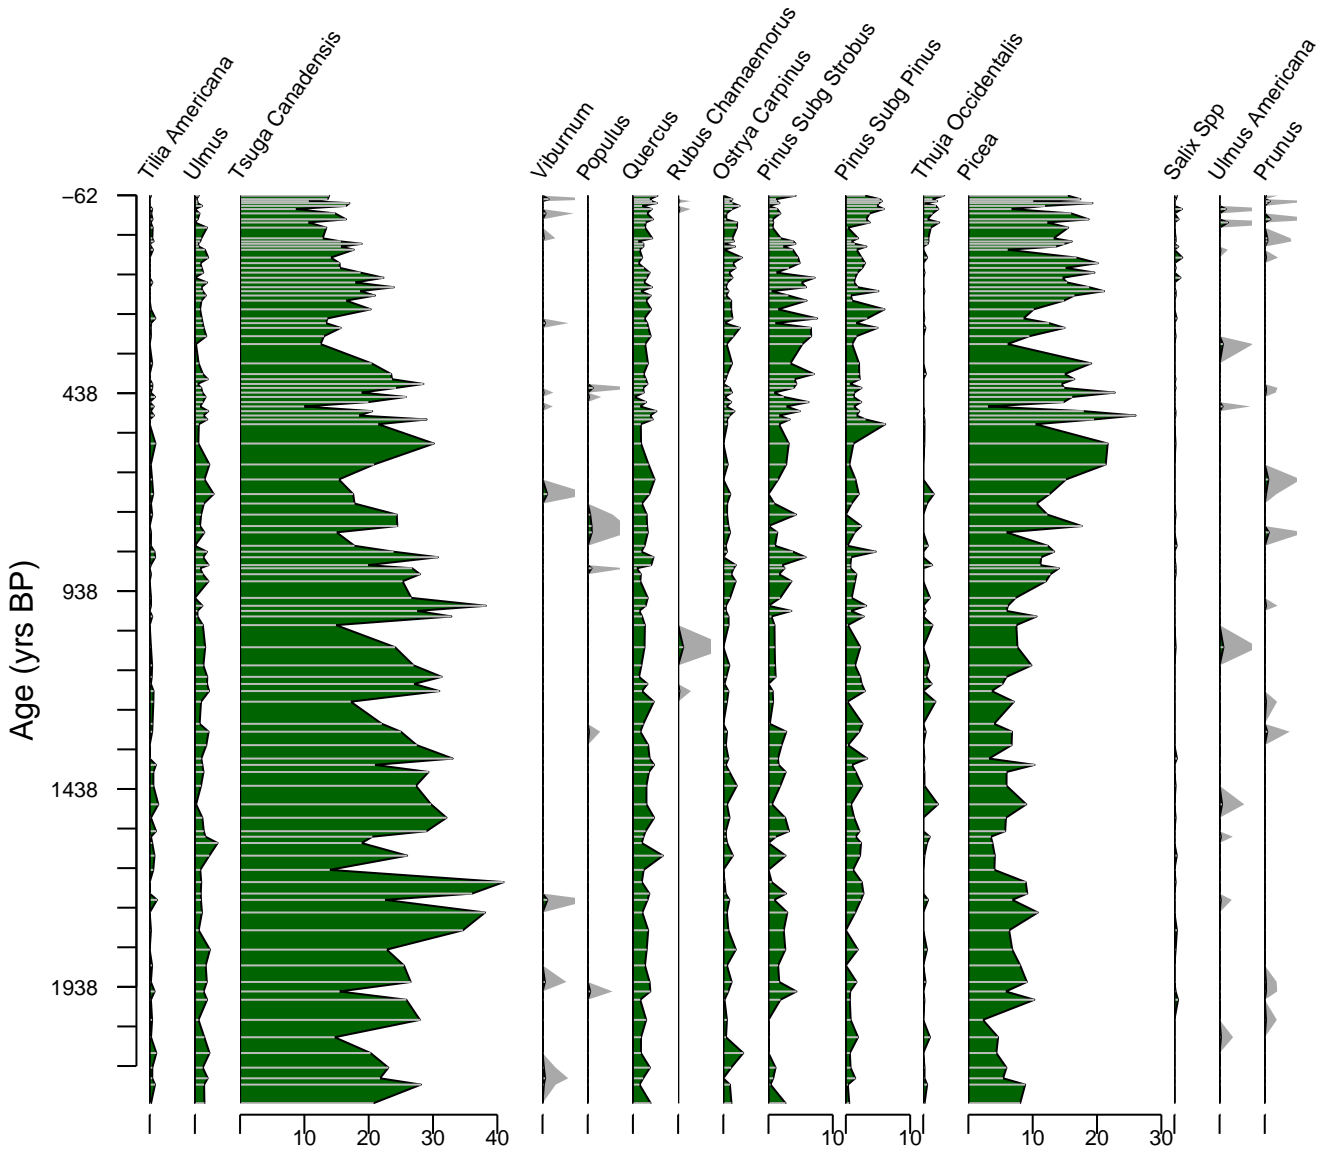 Tilia Americana
Ulmus
Tsuga Canadensis
Viburnum
Populus
Quercus
Rubus Chamaemorus
Ostrya Carpinus
Pinus Subg Strobus
Pinus Subg Pinus
Thuja Occidentalis
Picea
Salix Spp
Ulmus Americana
Prunus
Age (yrs BP)
−62
438
938
1438
1938
10 20 30 40 10 10 10 20 30